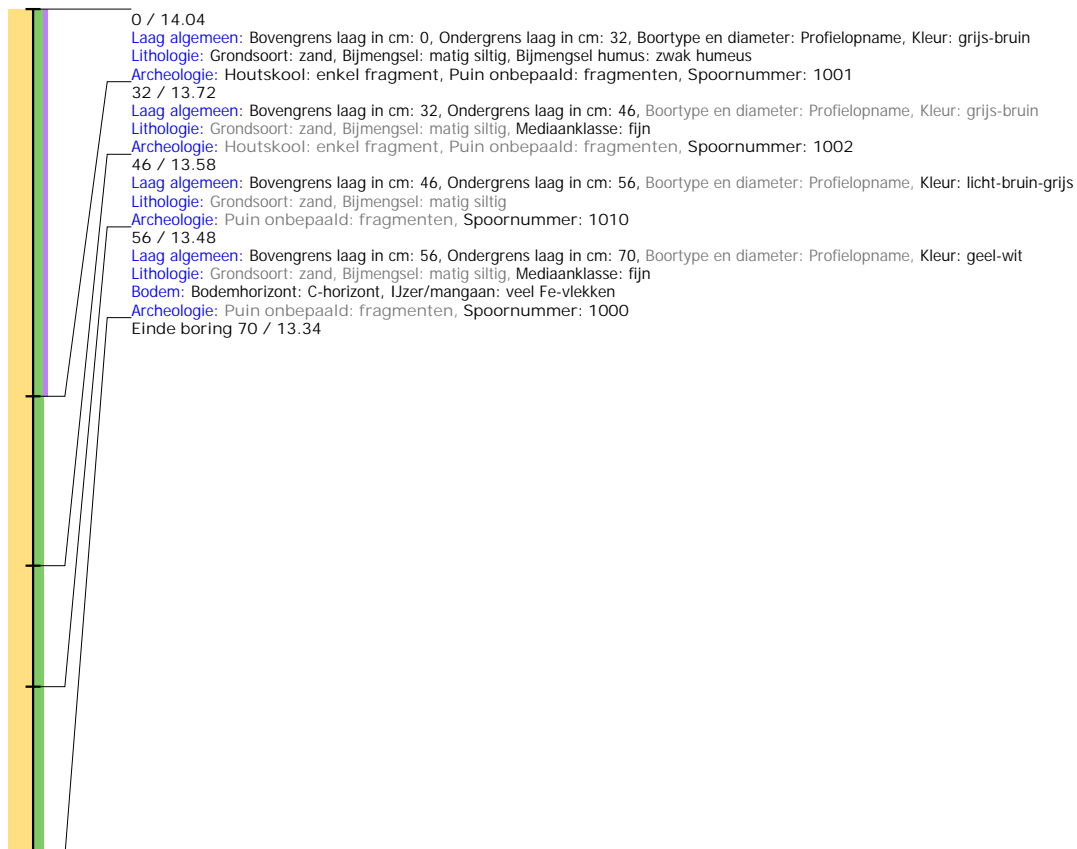 0 / 14.04
Laag algemeen: Bovengrens laag in cm: 0, Ondergrens laag in cm: 32, Boortype en diameter: Profielopname, Kleur: grijs-bruin
Lithologie: Grondsoort: zand, Bijmengsel: matig siltig, Bijmengsel humus: zwak humeus
Archeologie: Houtskool: enkel fragment, Puin onbepaald: fragmenten, Spoornummer: 1001
32 / 13.72
Laag algemeen: Bovengrens laag in cm: 32, Ondergrens laag in cm: 46, Boortype en diameter: Profielopname, Kleur: grijs-bruin
Lithologie: Grondsoort: zand, Bijmengsel: matig siltig, Mediaanklasse: fijn
Archeologie: Houtskool: enkel fragment, Puin onbepaald: fragmenten, Spoornummer: 1002
46 / 13.58
Laag algemeen: Bovengrens laag in cm: 46, Ondergrens laag in cm: 56, Boortype en diameter: Profielopname, Kleur: licht-bruin-grijs
Lithologie: Grondsoort: zand, Bijmengsel: matig siltig
Archeologie: Puin onbepaald: fragmenten, Spoornummer: 1010
56 / 13.48
Laag algemeen: Bovengrens laag in cm: 56, Ondergrens laag in cm: 70, Boortype en diameter: Profielopname, Kleur: geel-wit
Lithologie: Grondsoort: zand, Bijmengsel: matig siltig, Mediaanklasse: fijn
Bodem: Bodemhorizont: C-horizont, IJzer/mangaan: veel Fe-vlekken
Archeologie: Puin onbepaald: fragmenten, Spoornummer: 1000
Einde boring 70 / 13.34